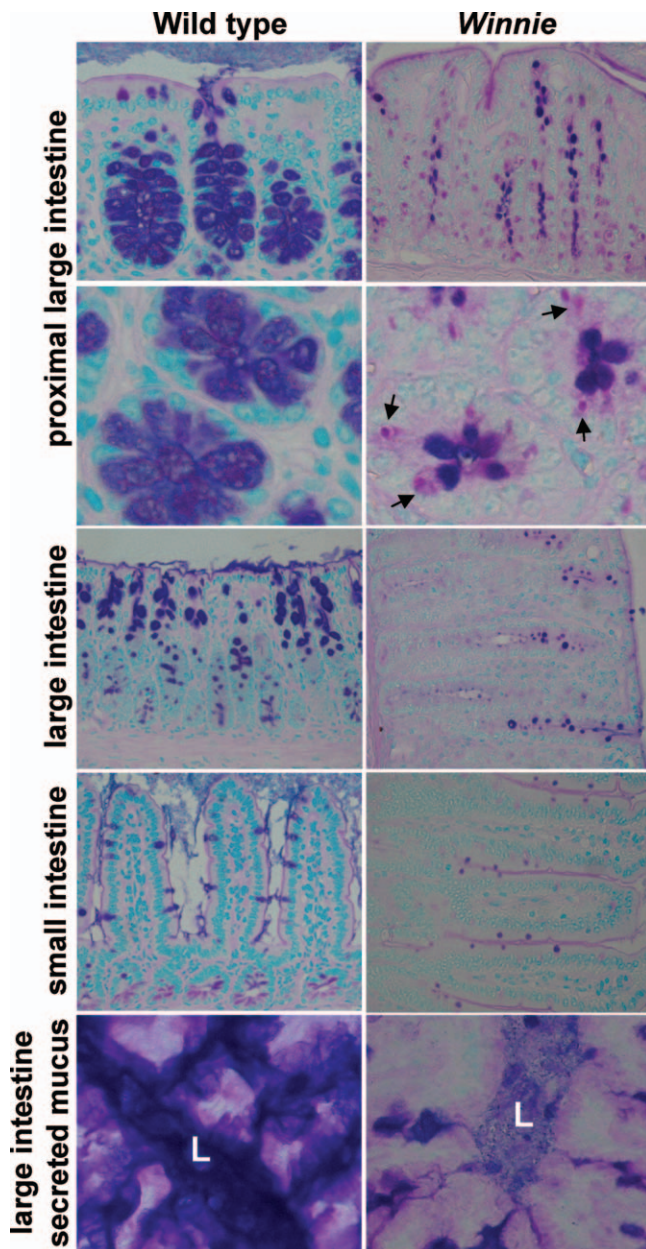 Wild type
Winnie
proximal large intestine
large intestine
small intestine
large intestine
secreted mucus
L
L